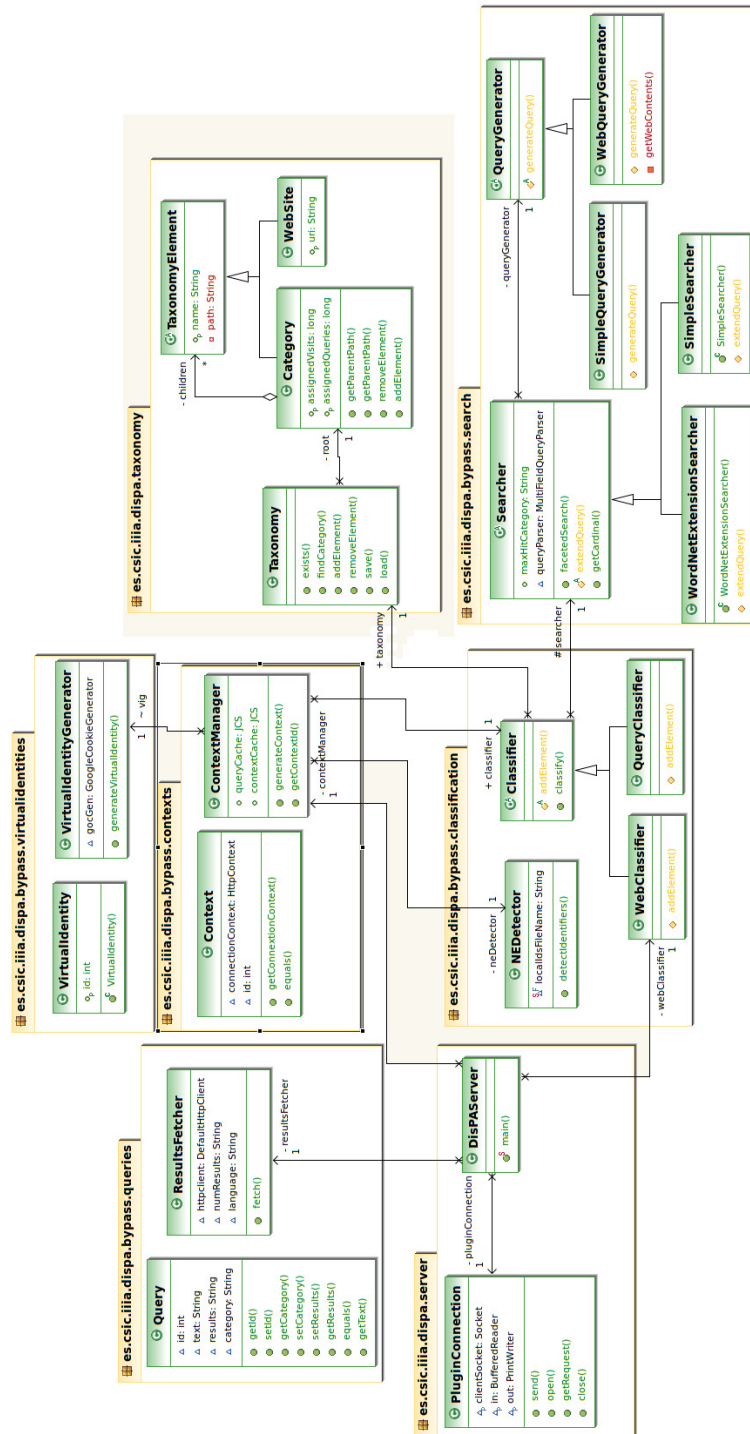 es.csic.iiia.dispa.bypass.queries
Query
id: int
text: String
results: String
category: String
getId()
setId()
getCategory()
setCategory()
setResults()
getResults()
equals()
getText()
ResultsFetcher
httpclient: DefaultHttpClient
numResults: String
language: String
fetch()
- resultsFetcher
1
es.csic.iiia.dispa.server
PluginConnection
clientSocket: Socket
in: BufferedReader
out: PrintWriter
send()
open()
getRequest()
close()
- pluginConnection
1
DisPAServer
main()
es.csic.iiia.dispa.bypass.virtualidentities
VirtualIdentity
id: int
VirtualIdentity()
VirtualIdentityGenerator
gocGen: GoogleCookieGenerator
generateVirtualIdentity()
1
~ vig
es.csic.iiia.dispa.bypass.contexts
Context
connectionContext: HttpContext
id: int
getConnextionContext()
equals()
ContextManager
queryCache: JCS
contextCache: JCS
generateContext()
getContextId()
- contextManager
1
es.csic.iiia.dispa.bypass.classification
- neDetector
1
NEDetector
localIdsFileName: String
detectIdentifiers()
+ classifier
1
Classifier
addElement()
classify()
WebClassifier
addElement()
QueryClassifier
addElement()
- webClassifier
1
es.csic.iiia.dispa.taxonomy
Taxonomy
exists()
findCategory()
addElement()
removeElement()
save()
load()
+ taxonomy
1
- root
1
Category
assignedVisits: long
assignedQueries: long
getParentPath()
getParentPath()
removeElement()
addElement()
- children
*
TaxonomyElement
name: String
path: String
WebSite
url: String
es.csic.iiia.dispa.bypass.search
# searcher
1
Searcher
maxHitCategory: String
queryParser: MultiFieldQueryParser
facetedSearch()
extendQuery()
getCardinal()
WordNetExtensionSearcher
WordNetExtensionSearcher()
extendQuery()
SimpleSearcher
SimpleSearcher()
extendQuery()
- queryGenerator
1
QueryGenerator
generateQuery()
SimpleQueryGenerator
generateQuery()
WebQueryGenerator
generateQuery()
getWebContents()